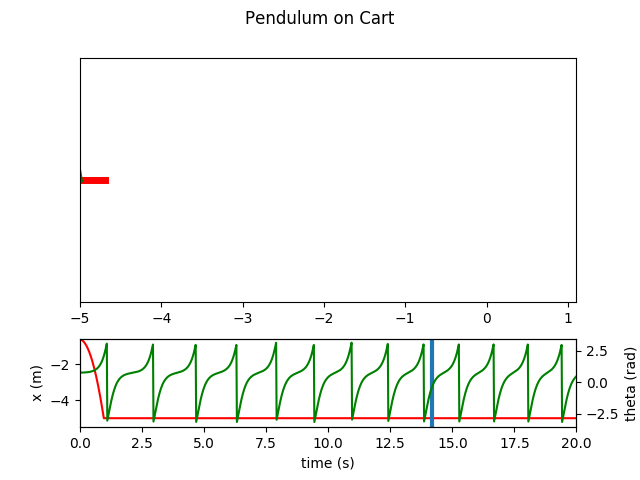 Pendulum on Cart
−5 −4 −3 −2 −1 0 1
x (m)
−2
−4
2.5
0.0
−2.5
theta (rad)
0.0 2.5 5.0 7.5 10.0 12.5 15.0 17.5 20.0
time (s)